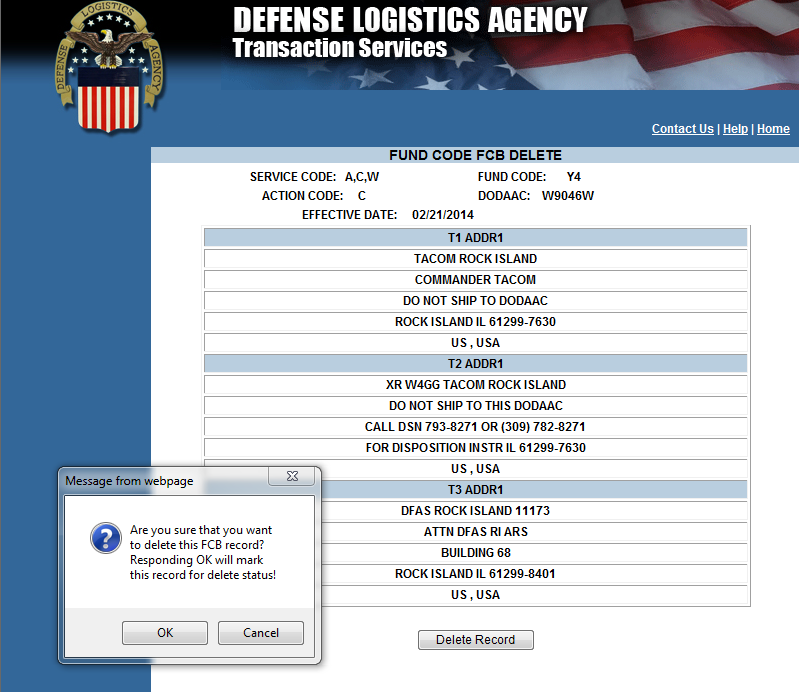 DEFENSE LOGISTICS AGENCY
DEFENSE LOGISTICS AGENCY
Transaction Services
Contact Us | Help | Home
FUND CODE FCB DELETE
SERVICE CODE: A,C,W FUND CODE: Y4
ACTION CODE: C DODAAC: W9046W
EFFECTIVE DATE: 02/21/2014
T1 ADDR1
TACOM ROCK ISLAND
COMMANDER TACOM
DO NOT SHIP TO DODAAC
ROCK ISLAND IL 61299-7630
US , USA
T2 ADDR1
XR W4GG TACOM ROCK ISLAND
DO NOT SHIP TO THIS DODAAC
CALL DSN 793-8271 OR (309) 782-8271
FOR DISPOSITION INSTR IL 61299-7630
US , USA
T3 ADDR1
DFAS ROCK ISLAND 11173
ATTN DFAS RI ARS
BUILDING 68
ROCK ISLAND IL 61299-8401
US , USA
Delete Record
Message from webpage
Are you sure that you want
to delete this FCB record?
Responding OK will mark
this record for delete status!
OK Cancel